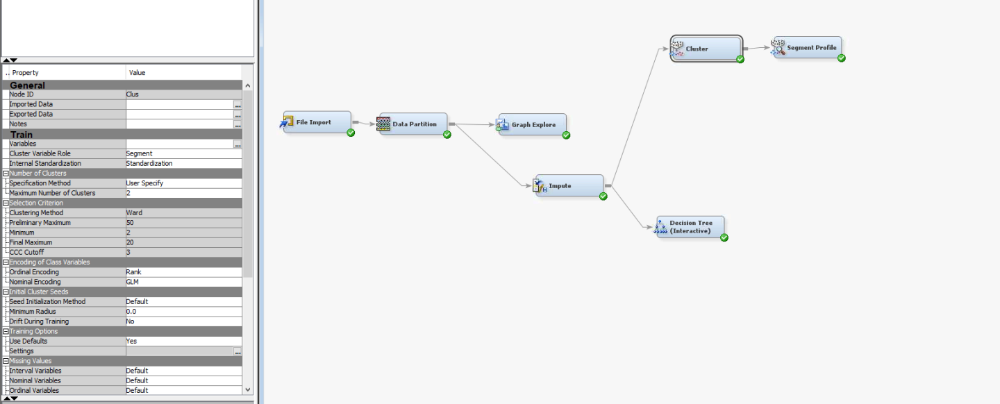 .. Property Value
General
Node ID Clus
Imported Data ...
Exported Data ...
Notes ...
Train
Variables ...
Cluster Variable Role Segment
Internal Standardization Standardization
Number of Clusters
Specification Method User Specify
Maximum Number of Clusters 2
Selection Criterion
Clustering Method Ward
Preliminary Maximum 50
Minimum 2
Final Maximum 20
CCC Cutoff 3
Encoding of Class Variables
Ordinal Encoding Rank
Nominal Encoding GLM
Initial Cluster Seeds
Seed Initialization Method Default
Minimum Radius 0.0
Drift During Training No
Training Options
Use Defaults Yes
Settings ...
Missing Values
Interval Variables Default
Nominal Variables Default
Ordinal Variables Default
File Import
Data Partition
Graph Explore
Impute
Cluster
Segment Profile
Decision Tree
(Interactive)